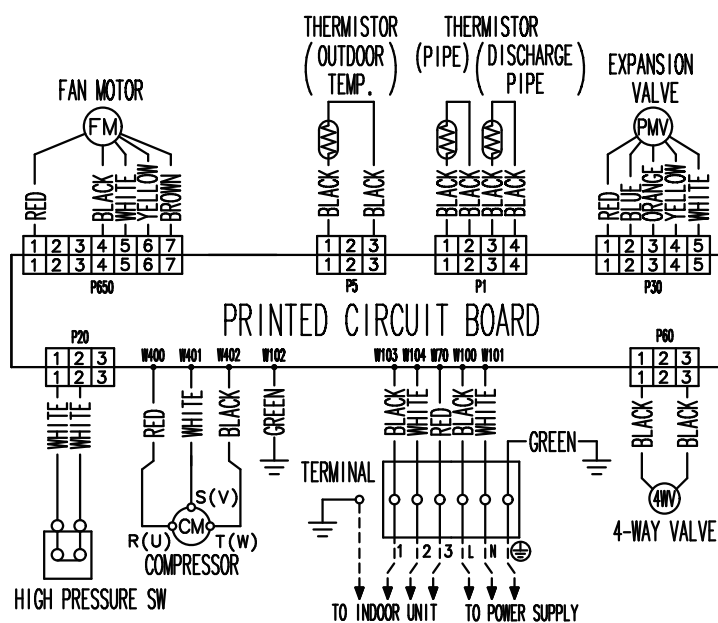 THERMISTOR THERMISTOR
(OUTDOOR TEMP.) (PIPE) (DISCHARGE PIPE)
EXPANSION
VALVE
FAN MOTOR
FM
PMV
RED BLACK WHITE YELLOW BROWN
BLACK BLACK
BLACK BLACK BLACK BLACK
RED BLUE ORANGE YELLOW WHITE
1 2 3 4 5 6 7
1 2 3 4 5 6 7
P650
1 2 3
1 2 3
P5
1 2 3 4
1 2 3 4
P1
1 2 3 4 5
1 2 3 4 5
P30
PRINTED CIRCUIT BOARD
P20
1 2 3
1 2 3
W400 W401 W402 W102
W103 W104 W70 W100 W101
P60
1 2 3
1 2 3
WHITE WHITE
RED WHITE BLACK GREEN
BLACK WHITE RED BLACK WHITE
GREEN
BLACK BLACK
TERMINAL
S(V)
CM
R(U) T(W)
COMPRESSOR
4WV
4-WAY VALVE
1 2 3 L N
HIGH PRESSURE SW
TO INDOOR UNIT TO POWER SUPPLY